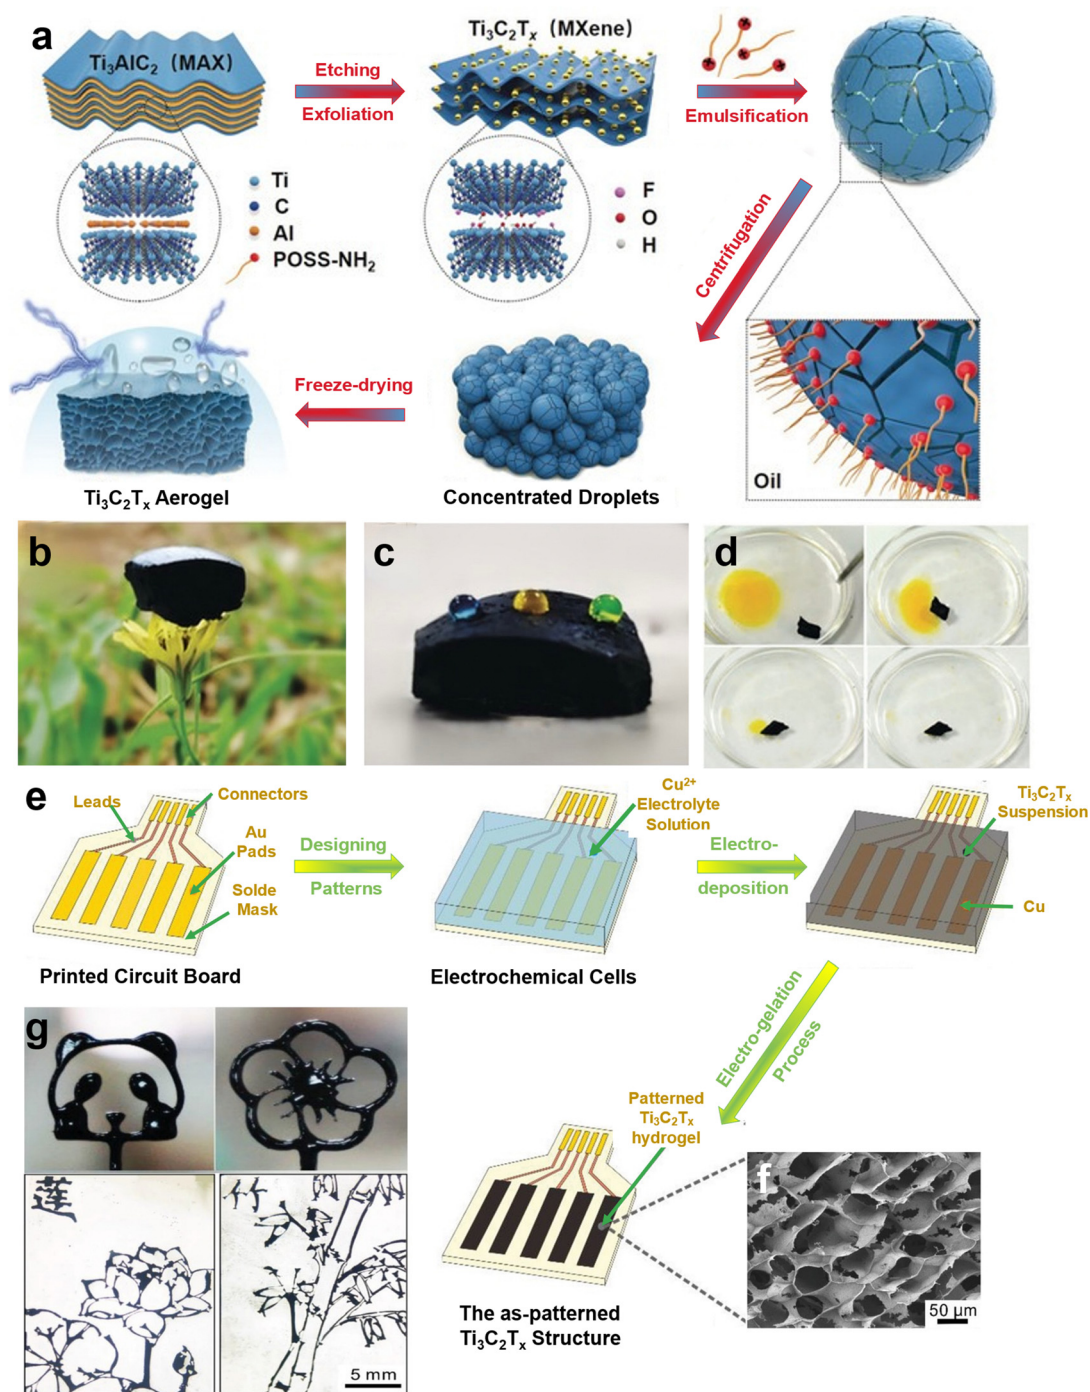 a
Ti₃AlC₂ (MAX)
Etching
Exfoliation
Ti₃C₂Tₓ (MXene)
Emulsification
Ti
C
Al
POSS-NH₂
F
O
H
Centrifugation
Freeze-drying
Oil
Ti₃C₂Tₓ Aerogel
Concentrated Droplets
b
c
d
e
Leads
Connectors
Au
Pads
Solde
Mask
Printed Circuit Board
Designing
Patterns
Cu²⁺
Electrolyte
Solution
Electrochemical Cells
Electro-
deposition
Ti₃C₂Tₓ
Suspension
Cu
Electro-gelation
Process
g
莲
竹
5 mm
Patterned
Ti₃C₂Tₓ
hydrogel
The as-patterned
Ti₃C₂Tₓ Structure
f
50 µm